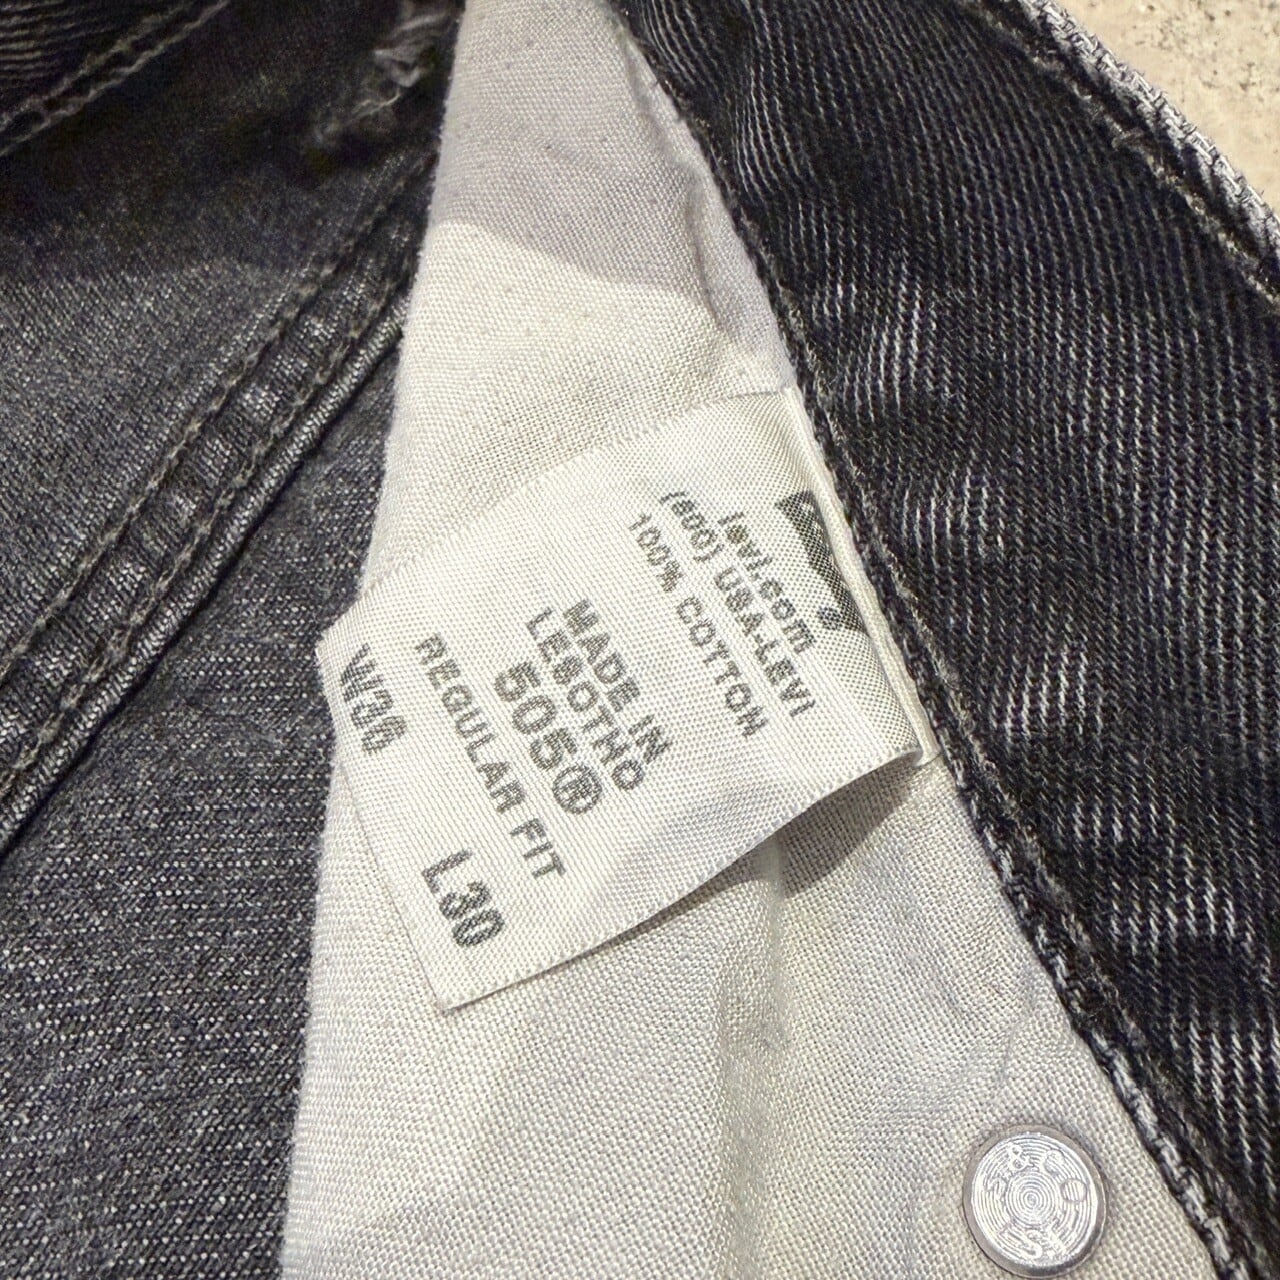 levi.com
(800) USA-LEVI
100% COTTON
MADE IN
LESOTHO
505®
REGULAR FIT
W36 L30